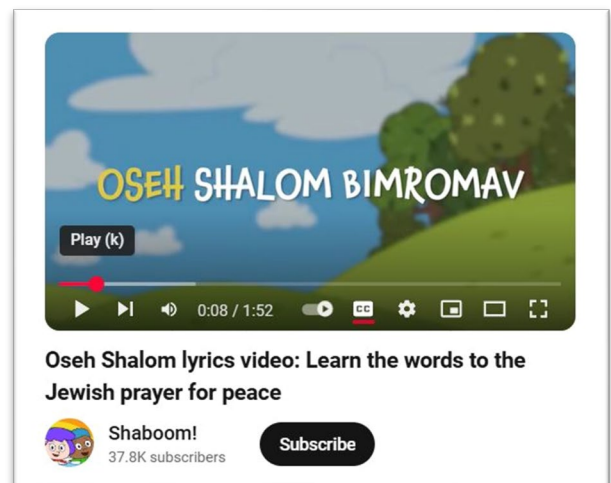 OSEH SHALOM BIMROMAV
Play (k)
0:08 / 1:52
CC
Oseh Shalom lyrics video: Learn the words to the
Jewish prayer for peace
Shaboom!
37.8K subscribers
Subscribe